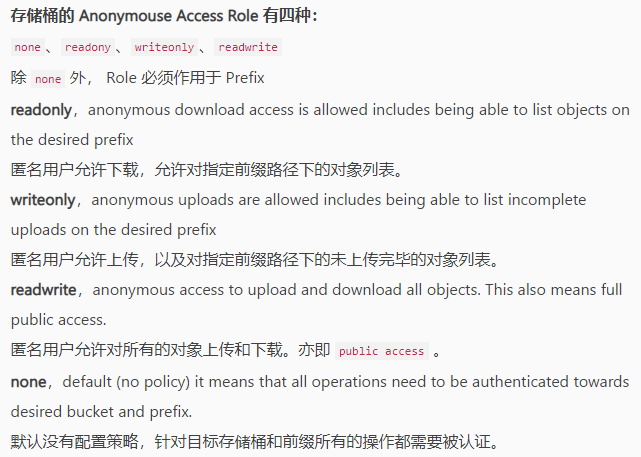 存储桶的 Anonymouse Access Role 有四种：
none 、 readony 、 writeonly 、 readwrite
除 none 外， Role 必须作用于 Prefix
readonly，anonymous download access is allowed includes being able to list objects on
the desired prefix
匿名用户允许下载，允许对指定前缀路径下的对象列表。
writeonly，anonymous uploads are allowed includes being able to list incomplete
uploads on the desired prefix
匿名用户允许上传，以及对指定前缀路径下的未上传完毕的对象列表。
readwrite，anonymous access to upload and download all objects. This also means full
public access.
匿名用户允许对所有的对象上传和下载。亦即 public access 。
none，default (no policy) it means that all operations need to be authenticated towards
desired bucket and prefix.
默认没有配置策略，针对目标存储桶和前缀所有的操作都需要被认证。